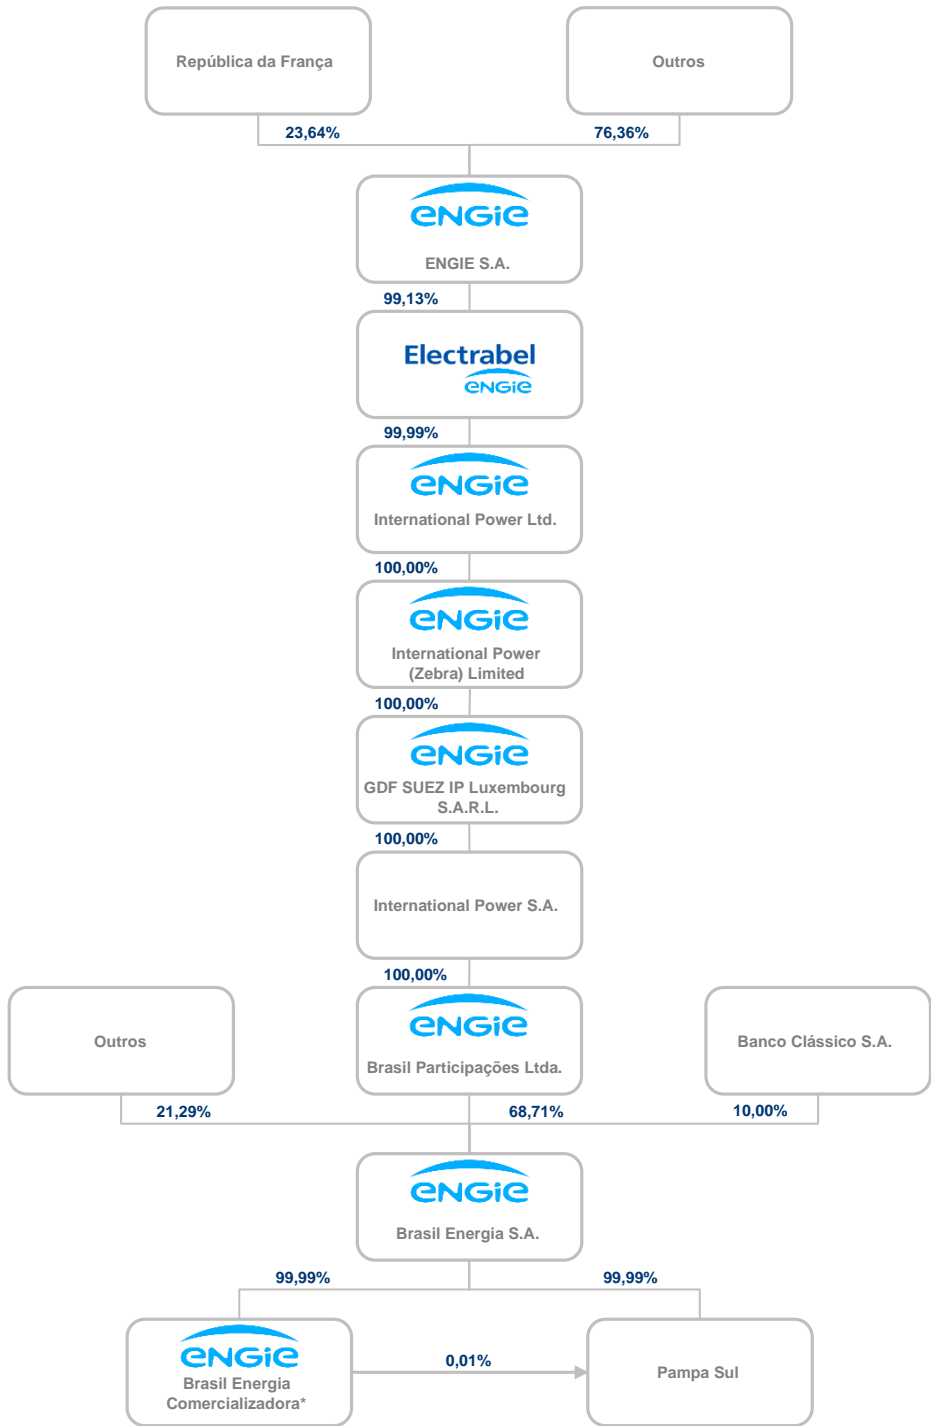 República da França
Outros
23,64%
76,36%
ENGIE
ENGIE S.A.
99,13%
Electrabel
ENGIE
99,99%
ENGIE
International Power Ltd.
100,00%
ENGIE
International Power
(Zebra) Limited
100,00%
ENGIE
GDF SUEZ IP Luxembourg
S.A.R.L.
100,00%
International Power S.A.
100,00%
Outros
ENGIE
Brasil Participações Ltda.
Banco Clássico S.A.
21,29%
68,71%
10,00%
ENGIE
Brasil Energia S.A.
99,99%
99,99%
ENGIE
Brasil Energia
Comercializadora*
0,01%
Pampa Sul